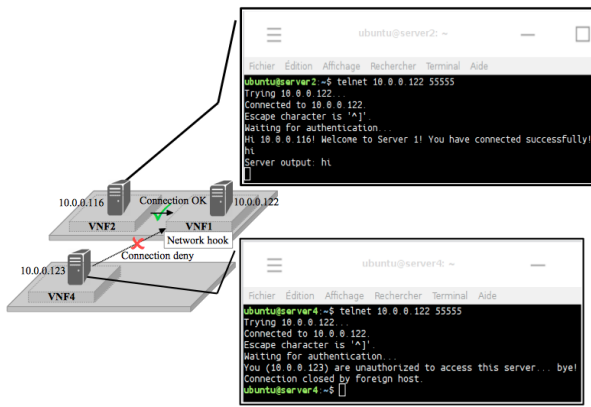 ubuntu@server2: ~
Fichier Édition Affichage Rechercher Terminal Aide
ubuntu@server2:~$ telnet 10.0.0.122 55555
Trying 10.0.0.122...
Connected to 10.0.0.122.
Escape character is '^]'.
Waiting for authentication...
Hi 10.0.0.116! Welcome to Server 1! You have connected successfully!
hi
Server output: hi
10.0.0.116
Connection OK
10.0.0.122
VNF2
VNF1
Network hook
Connection deny
10.0.0.123
VNF4
ubuntu@server4: ~
Fichier Édition Affichage Rechercher Terminal Aide
ubuntu@server4:~$ telnet 10.0.0.122 55555
Trying 10.0.0.122...
Connected to 10.0.0.122.
Escape character is '^]'.
Waiting for authentication...
You (10.0.0.123) are unauthorized to access this server... bye!
Connection closed by foreign host.
ubuntu@server4:~$